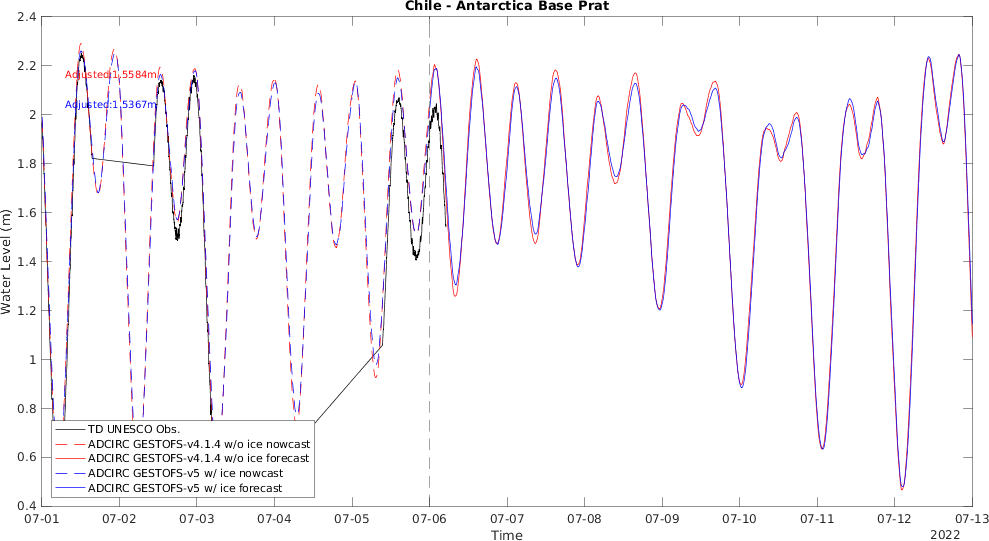 Chile - Antarctica Base Prat
2.4
2.2
2
1.8
1.6
1.4
1.2
1
0.8
0.6
0.4
Water Level (m)
Adjusted:1.5584m
Adjusted:1.5367m
TD UNESCO Obs.
ADCIRC GESTOFS-v4.1.4 w/o ice nowcast
ADCIRC GESTOFS-v4.1.4 w/o ice forecast
ADCIRC GESTOFS-v5 w/ ice nowcast
ADCIRC GESTOFS-v5 w/ ice forecast
07-01 07-02 07-03 07-04 07-05 07-06 07-07 07-08 07-09 07-10 07-11 07-12 07-13
Time
2022